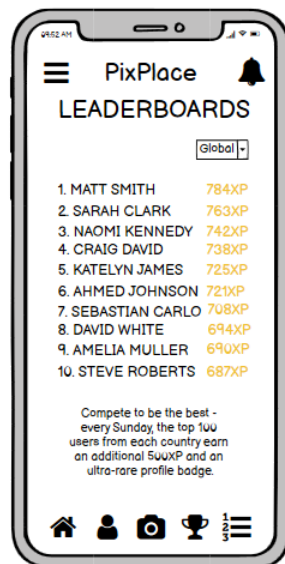 09:52 AM
PixPlace
LEADERBOARDS
Global
1. MATT SMITH 784XP
2. SARAH CLARK 763XP
3. NAOMI KENNEDY 742XP
4. CRAIG DAVID 738XP
5. KATELYN JAMES 725XP
6. AHMED JOHNSON 721XP
7. SEBASTIAN CARLO 708XP
8. DAVID WHITE 694XP
9. AMELIA MULLER 690XP
10. STEVE ROBERTS 687XP
Compete to be the best -
every Sunday, the top 100
users from each country earn
an additional 500XP and an
ultra-rare profile badge.
1
2
3